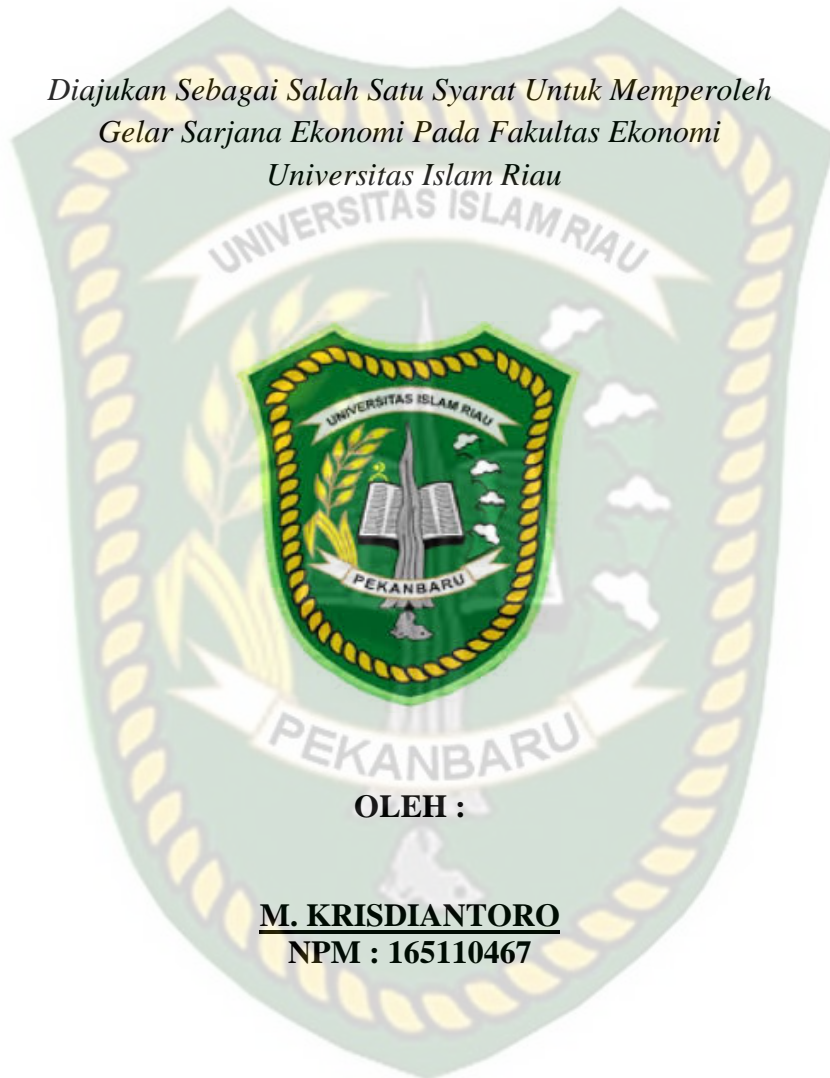 Diajukan Sebagai Salah Satu Syarat Untuk Memperoleh
Gelar Sarjana Ekonomi Pada Fakultas Ekonomi
Universitas Islam Riau
UNIVERSITAS ISLAM RIAU
UNIVERSITAS ISLAM RIAU
PEKANBARU
PEKANBARU
OLEH :
M. KRISDIANTORO
NPM : 165110467